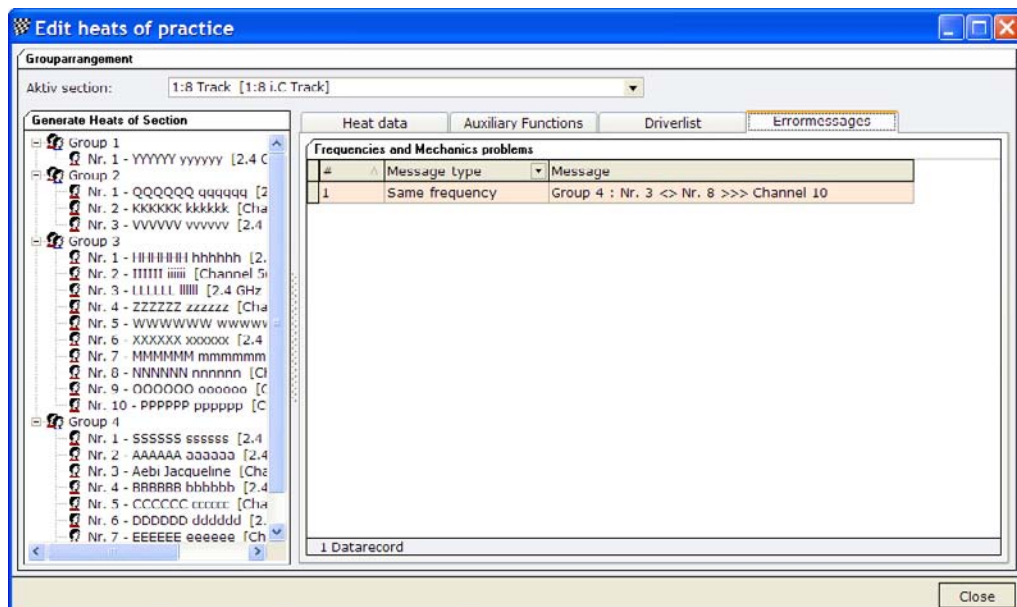 Edit heats of practice
Grouparrangement
Aktiv section: 1:8 Track [1:8 i.C Track]
Generate Heats of Section
Group 1
Nr. 1 - YYYYYY yyyyyy [2.4 G
Group 2
Nr. 1 - QQQQQQ qqqqqq [2
Nr. 2 - KKKKKK kkkkkk [Cha
Nr. 3 - VVVVVV vvvvvv [2.4
Group 3
Nr. 1 - HHHHHH hhhhhh [2.
Nr. 2 - IIIIII iiiiii [Channel 5
Nr. 3 - LLLLLL llllll [2.4 GHz
Nr. 4 - ZZZZZZ zzzzzz [Cha
Nr. 5 - WWWWWW wwwwv
Nr. 6 - XXXXXX xxxxxx [2.4
Nr. 7 - MMMMMM mmmmmm
Nr. 8 - NNNNNN nnnnnn [Cl
Nr. 9 - OOOOOO oooooo [C
Nr. 10 - PPPPPP pppppp [C
Group 4
Nr. 1 - SSSSSS ssssss [2.4
Nr. 2 - AAAAAA aaaaaa [2.4
Nr. 3 - Aebi Jacqueline [Cha
Nr. 4 - BBBBBB bbbbbb [2.4
Nr. 5 - CCCCCC cccccc [Cha
Nr. 6 - DDDDDD dddddd [2.
Nr. 7 - EEEEEE eeeeee [Ch
Heat data Auxiliary Functions Driverlist Errormessages
Frequencies and Mechanics problems
# Message type Message
1 Same frequency Group 4 : Nr. 3 <> Nr. 8 >>> Channel 10
1 Datarecord
Close